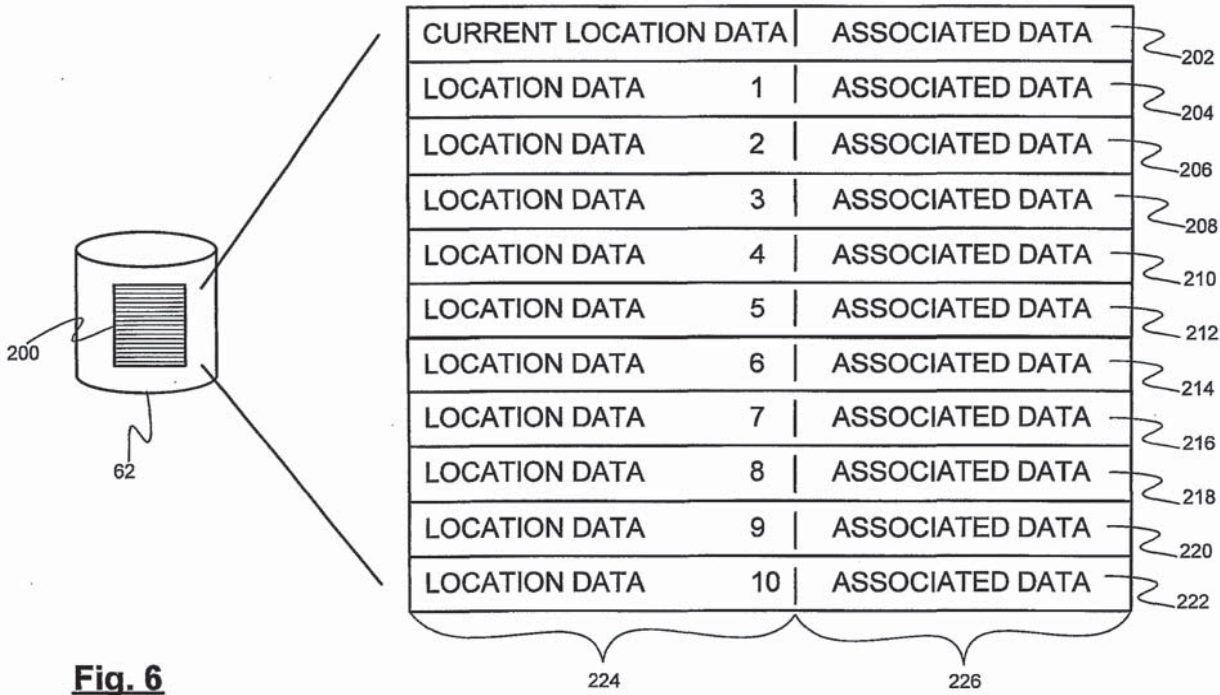 CURRENT LOCATION DATA ASSOCIATED DATA 202
LOCATION DATA 1 ASSOCIATED DATA 204
LOCATION DATA 2 ASSOCIATED DATA 206
LOCATION DATA 3 ASSOCIATED DATA 208
LOCATION DATA 4 ASSOCIATED DATA 210
LOCATION DATA 5 ASSOCIATED DATA 212
LOCATION DATA 6 ASSOCIATED DATA 214
LOCATION DATA 7 ASSOCIATED DATA 216
LOCATION DATA 8 ASSOCIATED DATA 218
LOCATION DATA 9 ASSOCIATED DATA 220
LOCATION DATA 10 ASSOCIATED DATA 222
200
62
224 226
Fig. 6